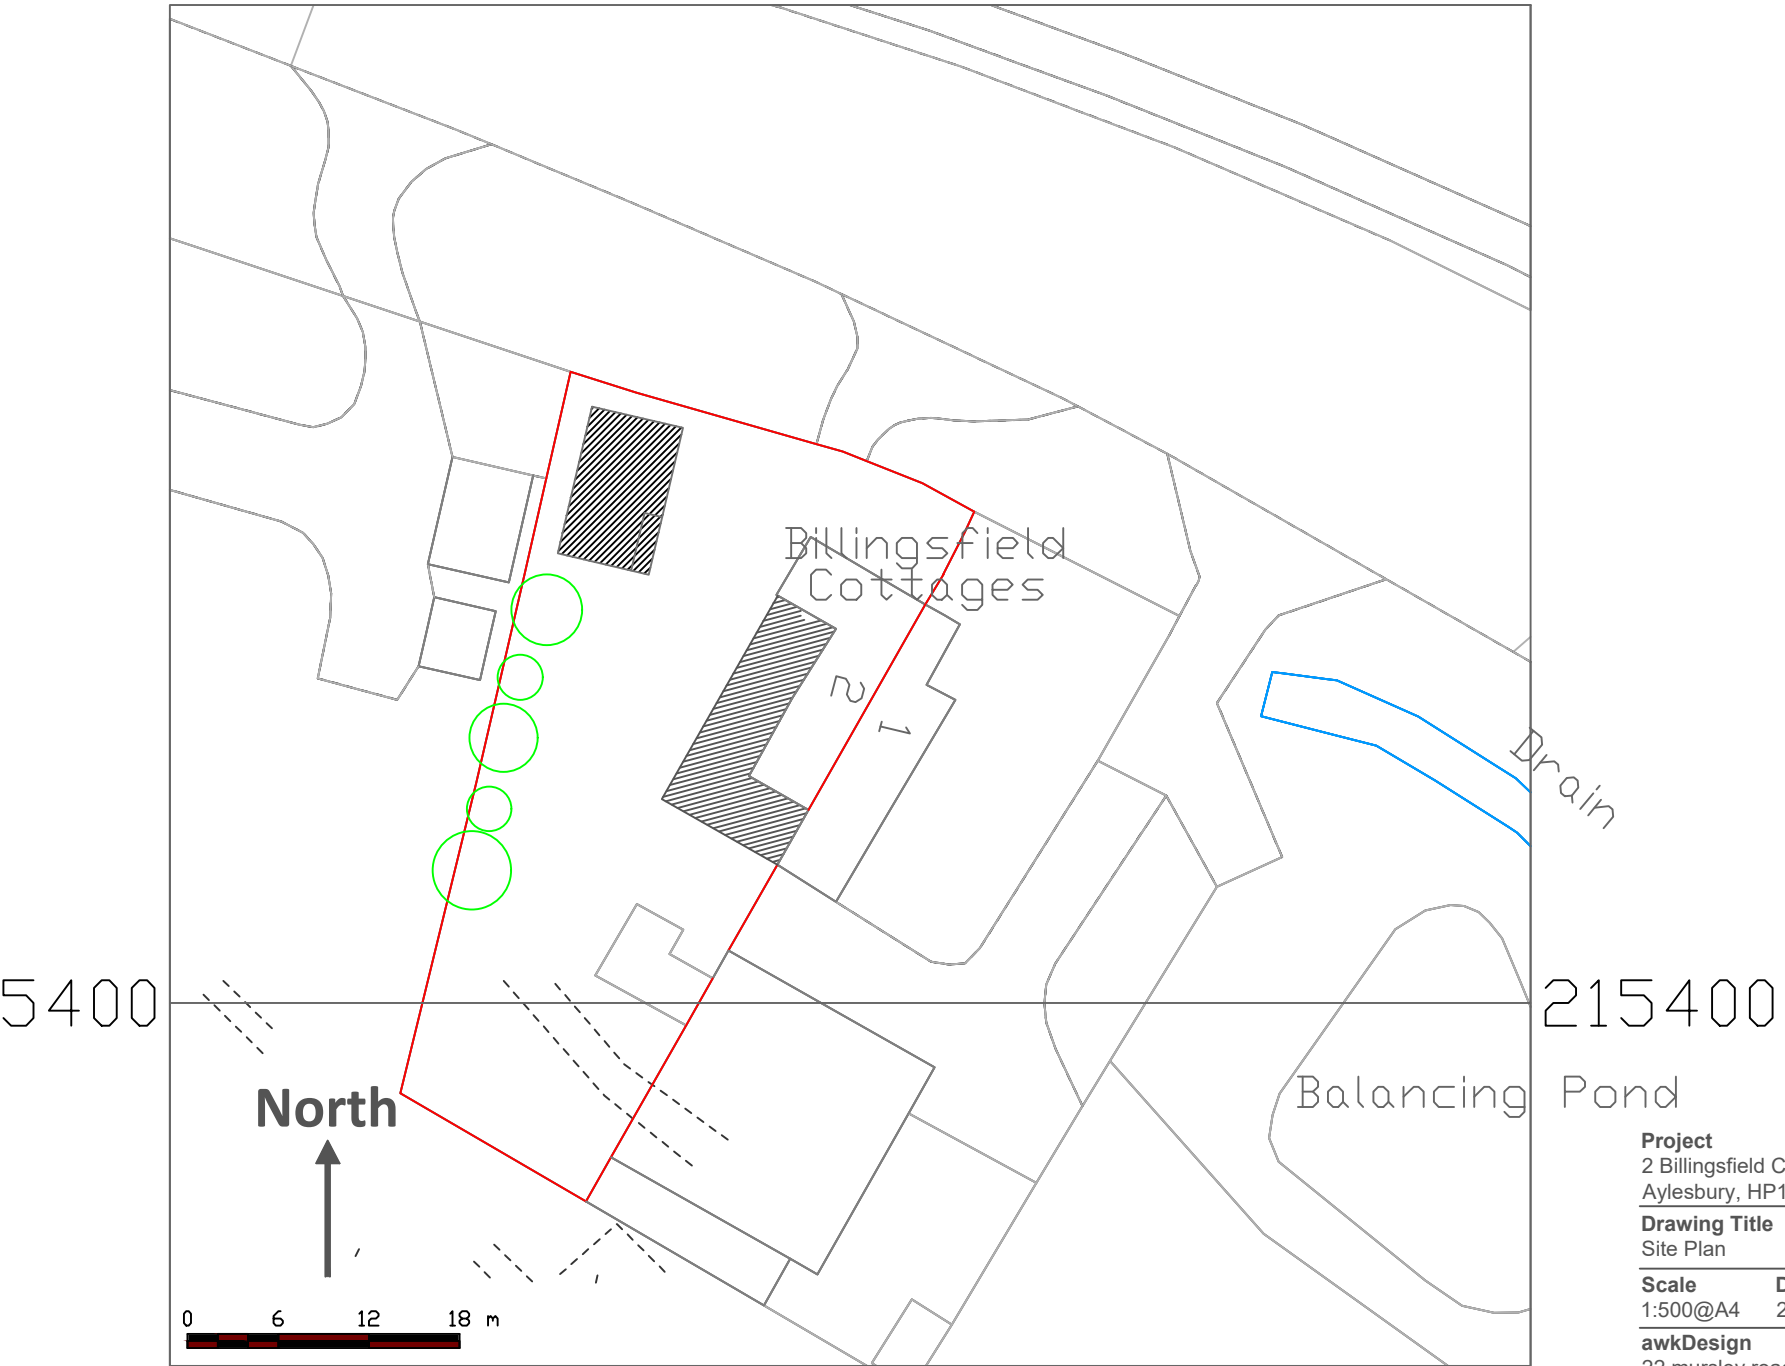 Billingsfield
Cottages
2
1
Drain
5400
215400
Balancing Pond
North
0 6 12 18 m
Project
2 Billingsfield
Aylesbury,
Drawing Title
Site Plan
Scale
1:500@A4
awkDesign